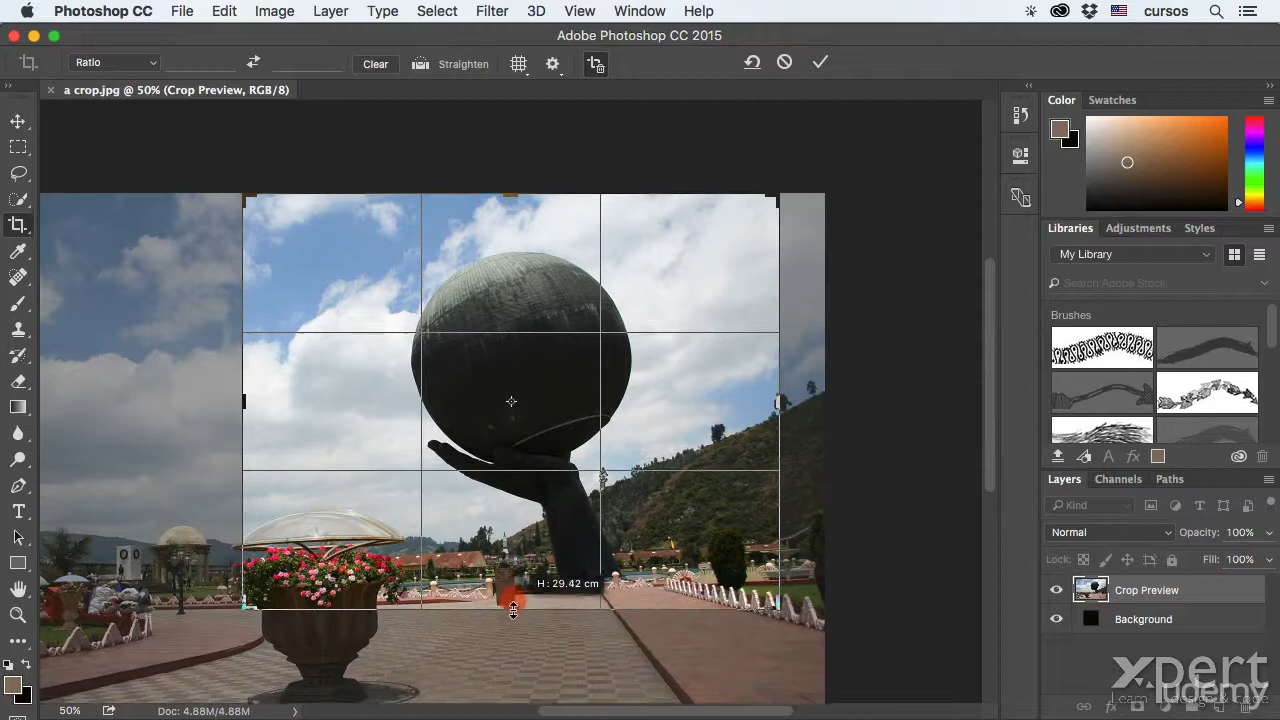 Photoshop CC File Edit Image Layer Type Select Filter 3D View Window Help cursos
Adobe Photoshop CC 2015
Ratio Clear Straighten
× a crop.jpg @ 50% (Crop Preview, RGB/8)
Color Swatches
Libraries Adjustments Styles
My Library
Search Adobe Stock
Brushes
Layers Channels Paths
Kind
Normal Opacity: 100%
Lock: Fill: 100%
Crop Preview
Background
H : 29.42 cm
50% Doc: 4.88M/4.88M
xpert
udemy
Learn design & code